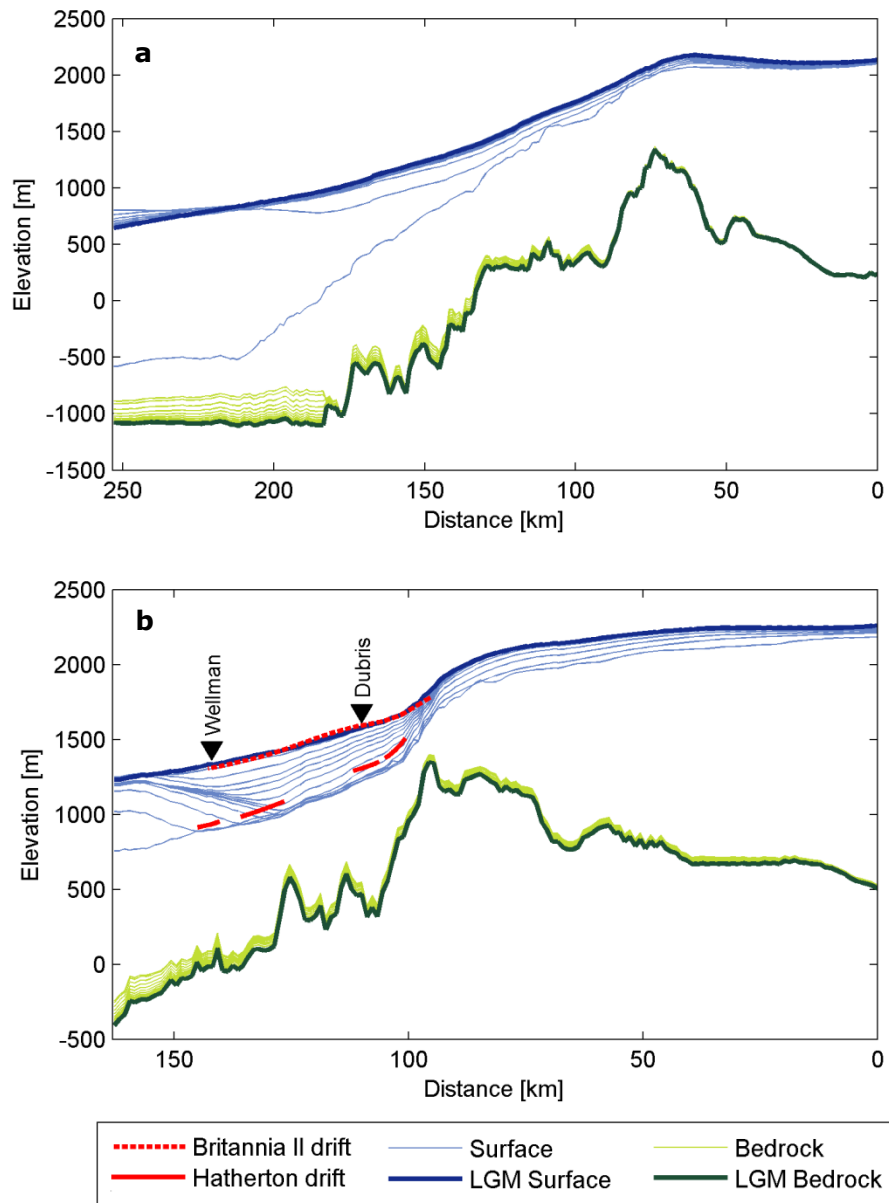 a
2500
2000
1500
1000
500
0
-500
-1000
-1500
Elevation [m]
250 200 150 100 50 0
Distance [km]
b
2500
2000
1500
1000
500
0
-500
Elevation [m]
Wellman
Dubris
150 100 50 0
Distance [km]
Britannia II drift Surface Bedrock
Hatherton drift LGM Surface LGM Bedrock